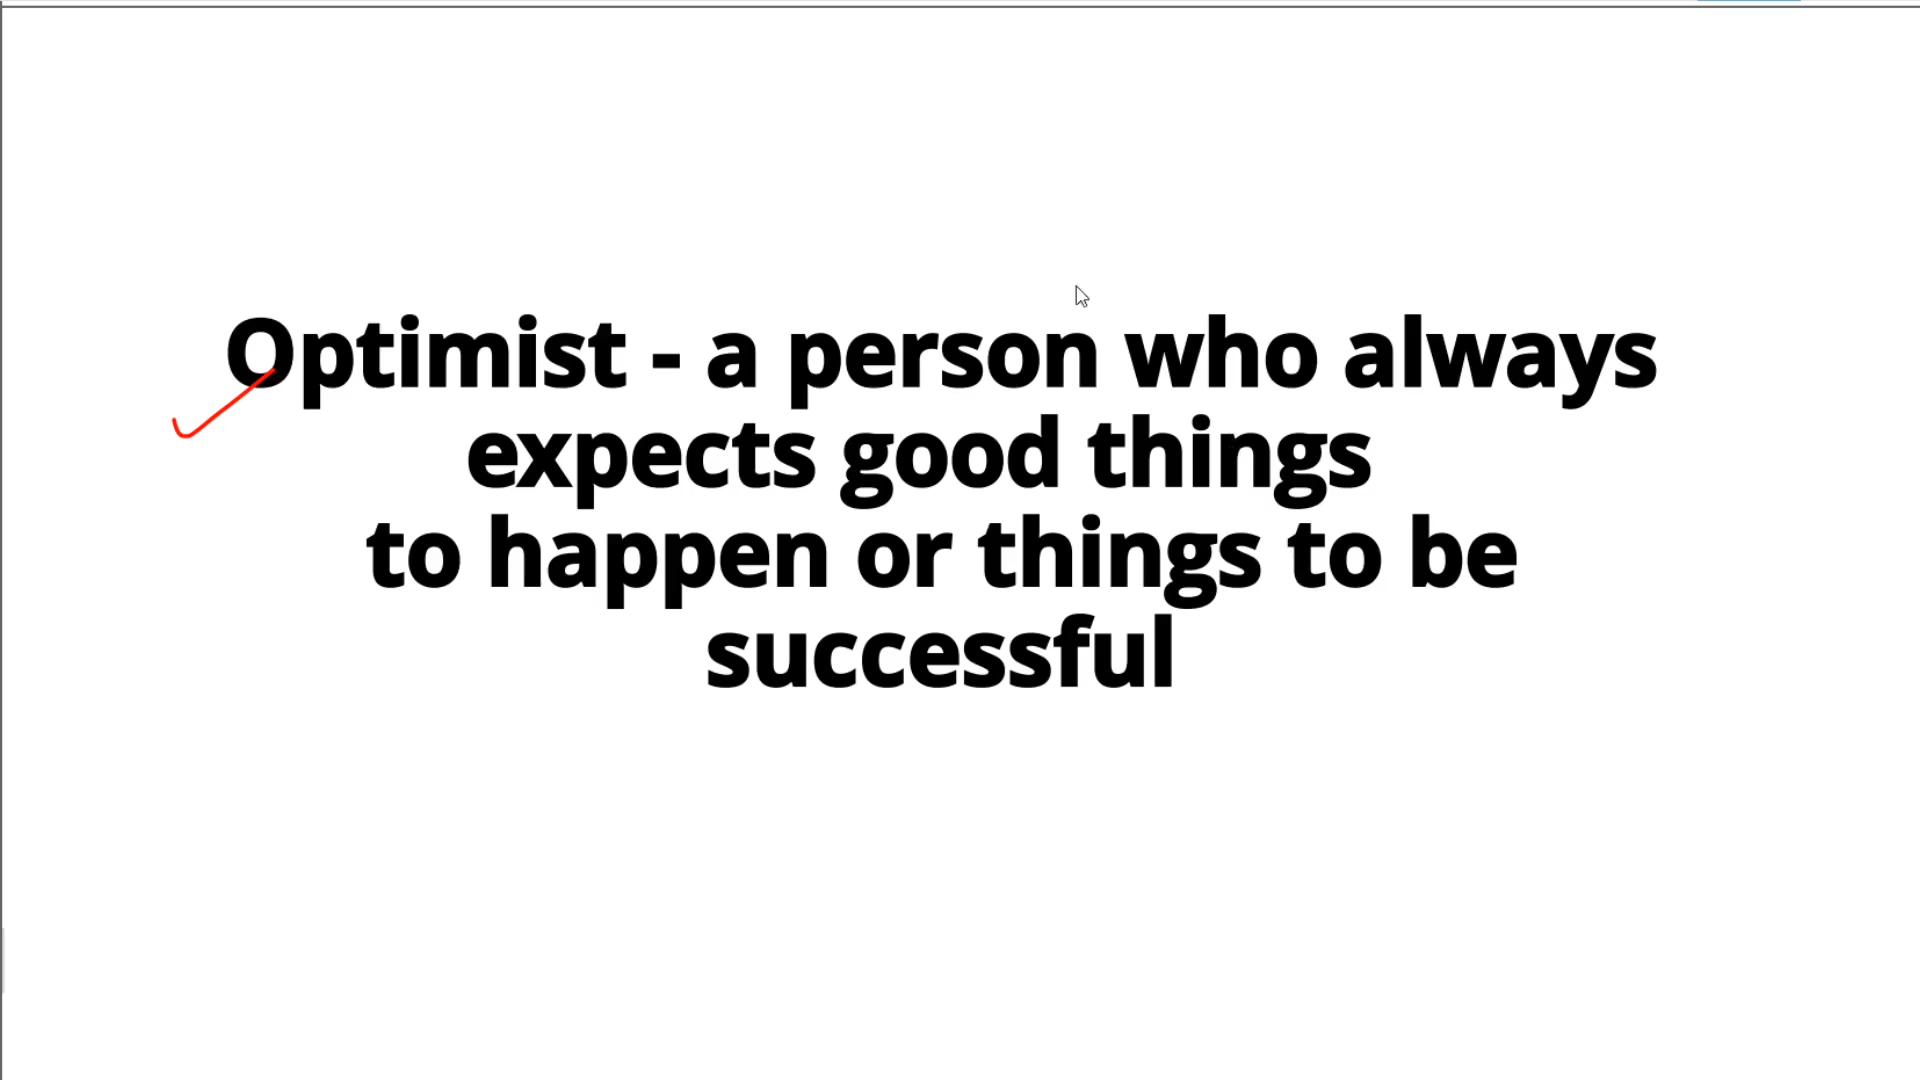 Optimist - a person who always
expects good things
to happen or things to be
successful